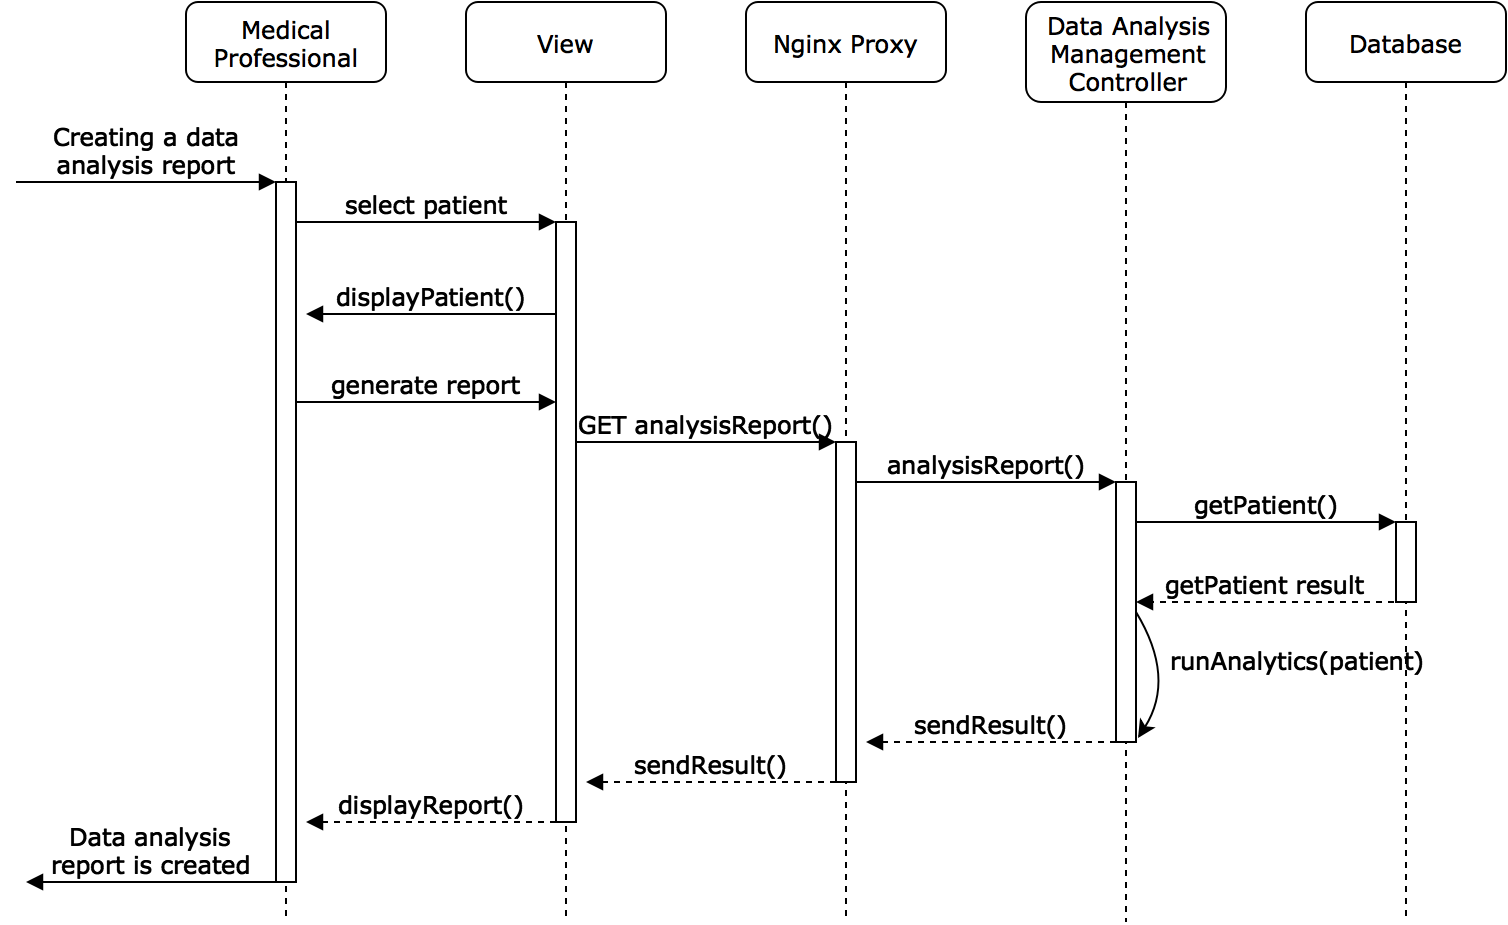 Medical
Professional
View
Nginx Proxy
Data Analysis
Management
Controller
Database
Creating a data
analysis report
select patient
displayPatient()
generate report
GET analysisReport()
analysisReport()
getPatient()
getPatient result
runAnalytics(patient)
sendResult()
sendResult()
displayReport()
Data analysis
report is created